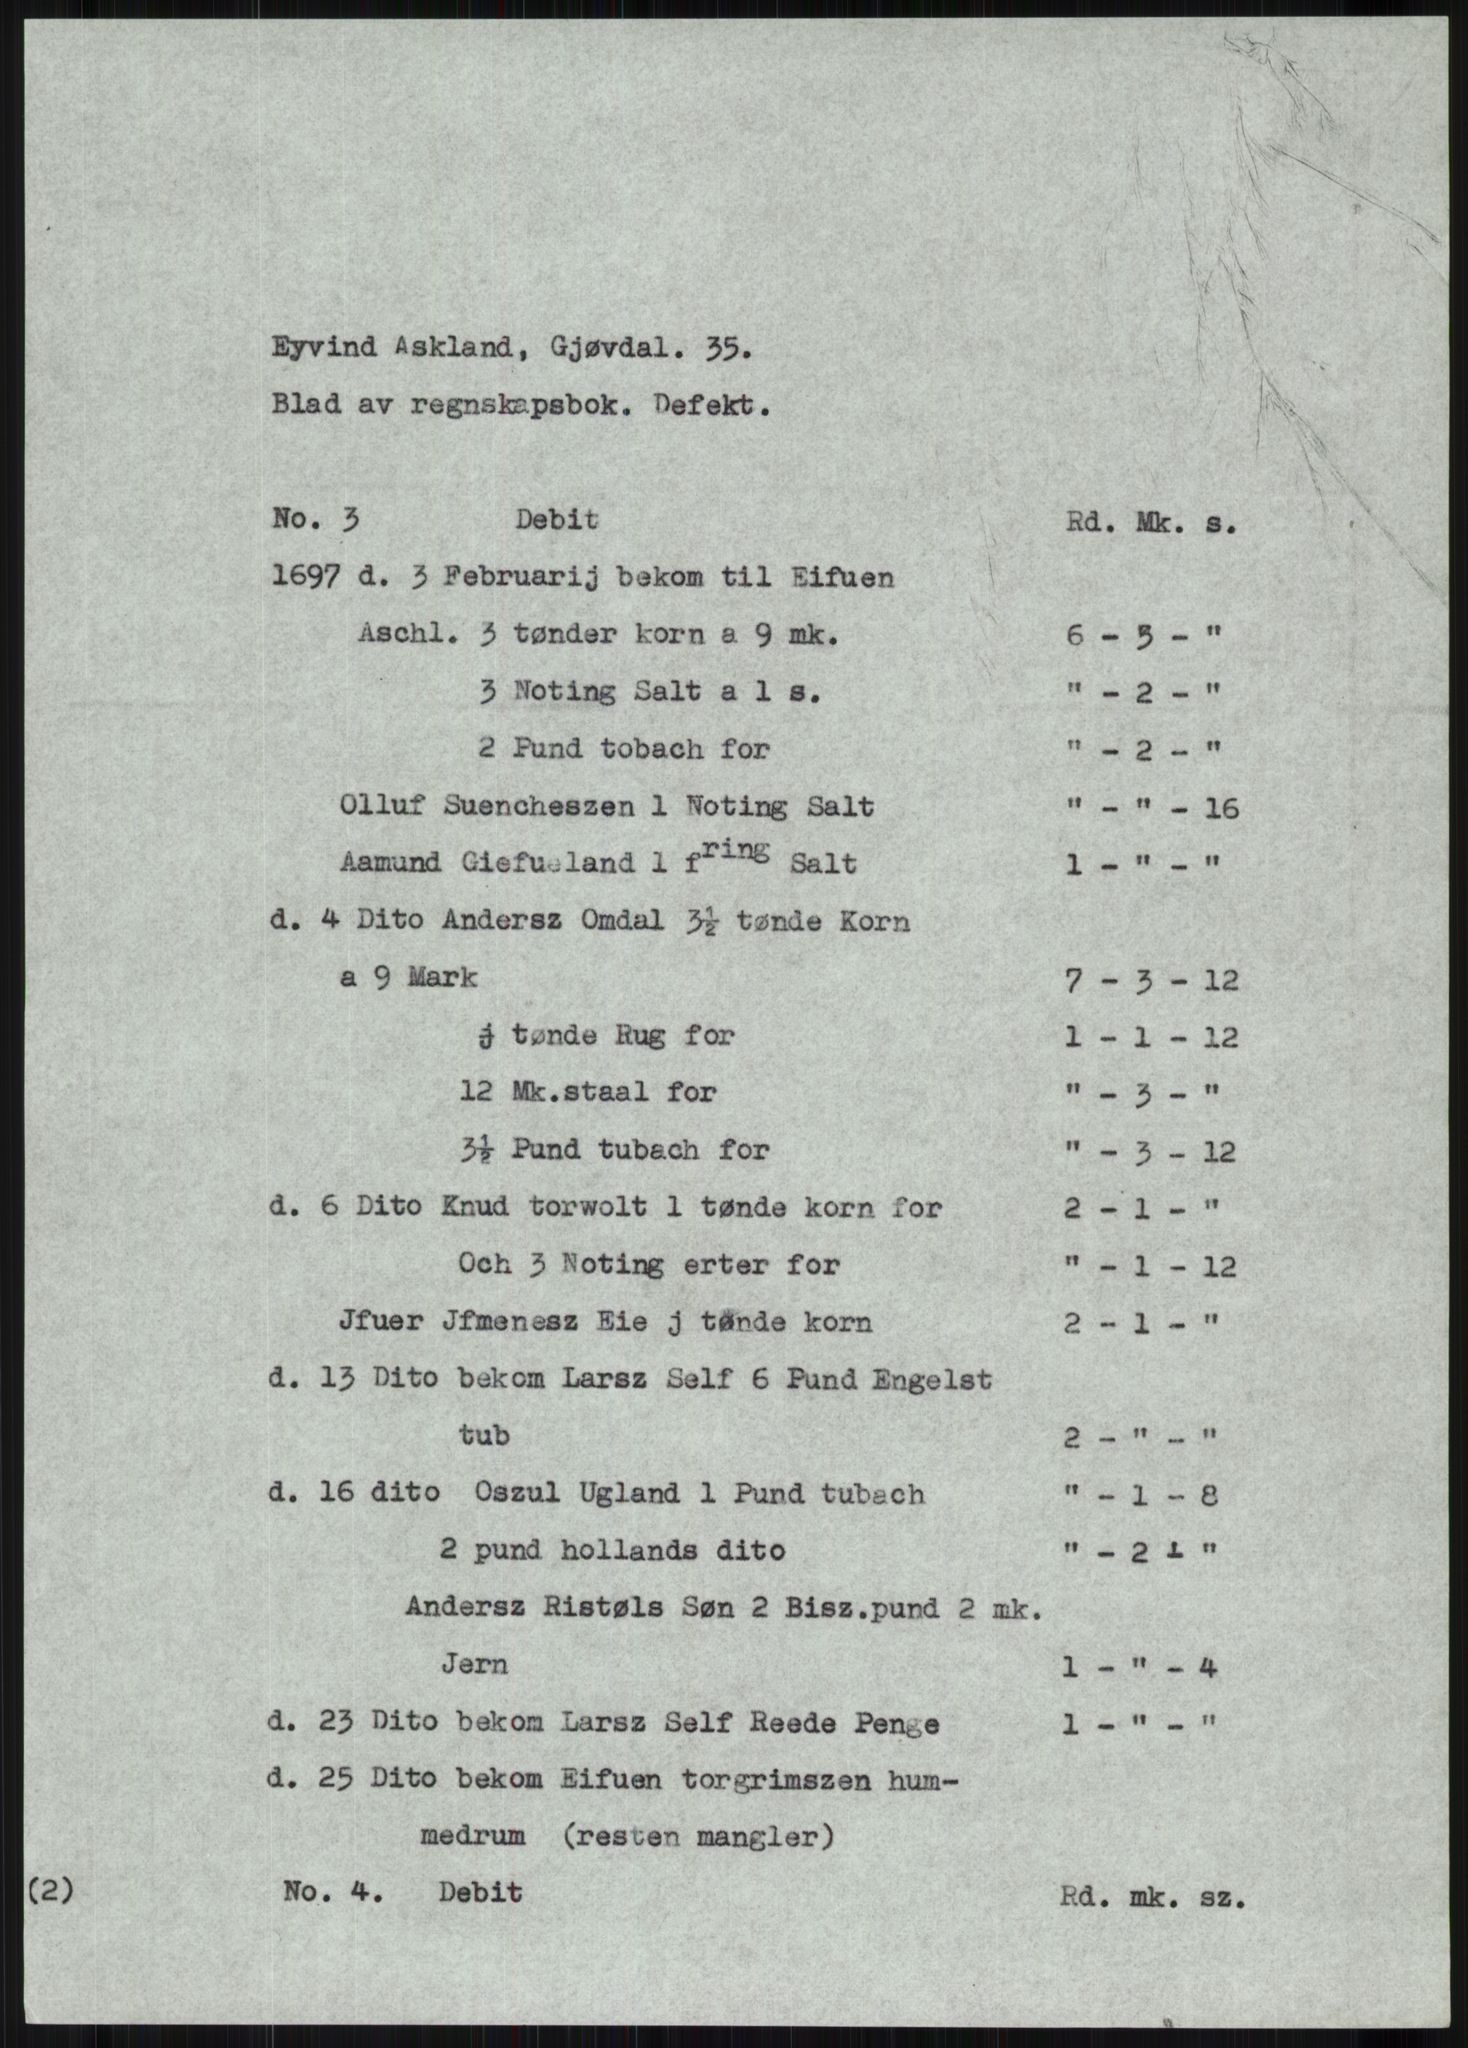 Eyvind Askland, Gjøvdal. 35.
Blad av regnskapsbok. Defekt.
No. 3 Debit Rd. Mk. s.
1697 d. 3 Februarij bekom til Eifuen
Aschl. 3 tønder korn a 9 mk. 6 - 3 - "
3 Noting Salt a 1 s. " - 2 - "
2 Pund tobach for " - 2 - "
Olluf Suencheszen 1 Noting Salt " - " - 16
Aamund Giefueland 1 fring Salt 1 - " - "
d. 4 Dito Andersz Omdal 3½ tønde Korn
a 9 Mark 7 - 3 - 12
j tønde Rug for 1 - 1 - 12
12 Mk.staal for " - 3 - "
3½ Pund tubach for " - 3 - 12
d. 6 Dito Knud torwolt 1 tønde korn for 2 - 1 - "
Och 3 Noting erter for " - 1 - 12
Jfuer Jfmenesz Eie j tønde korn 2 - 1 - "
d. 13 Dito bekom Larsz Self 6 Pund Engelst
tub 2 - " - "
d. 16 dito Oszul Ugland 1 Pund tubach " - 1 - 8
2 pund hollands dito " - 2 - "
Andersz Ristøls Søn 2 Bisz.pund 2 mk.
Jern 1 - " - 4
d. 23 Dito bekom Larsz Self Reede Penge 1 - " - "
d. 25 Dito bekom Eifuen torgrimszen hum-
medrum (resten mangler)
(2) No. 4. Debit Rd. mk. sz.